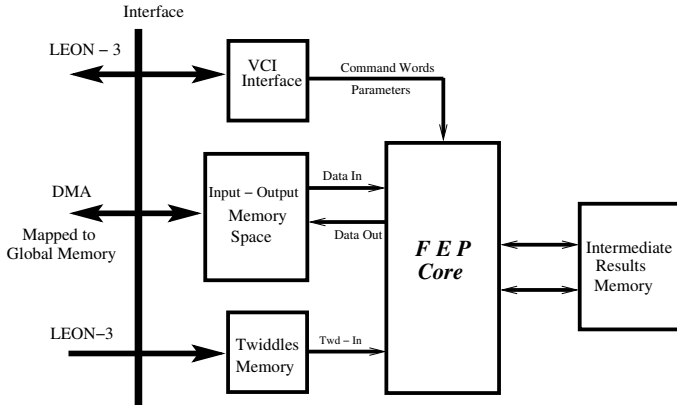 Interface
LEON - 3
VCI
Interface
Command Words
Parameters
DMA
Mapped to
Global Memory
Input - Output
Memory
Space
Data In
Data Out
F E P
Core
Intermediate
Results
Memory
LEON-3
Twiddles
Memory
Twd - In